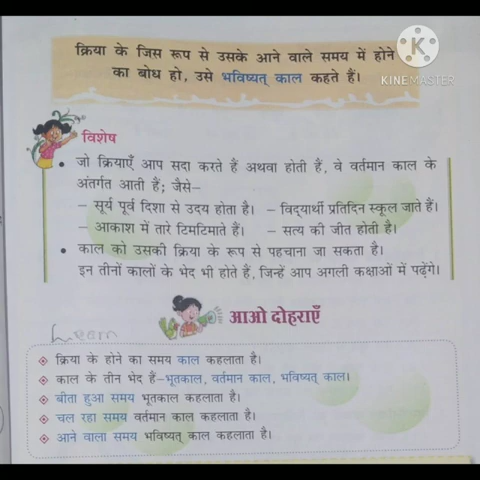 क्रिया के जिस रूप से उसके आने वाले समय में होने
का बोध हो, उसे भविष्यत् काल कहते हैं।
K
KINEMASTER
विशेष
• जो क्रियाएँ आप सदा करते हैं अथवा होती हैं, वे वर्तमान काल के
अंतर्गत आती हैं; जैसे–
– सूर्य पूर्व दिशा से उदय होता है। – विद्यार्थी प्रतिदिन स्कूल जाते हैं।
– आकाश में तारे टिमटिमाते हैं। – सत्य की जीत होती है।
• काल को उसकी क्रिया के रूप से पहचाना जा सकता है।
इन तीनों कालों के भेद भी होते हैं, जिन्हें आप अगली कक्षाओं में पढ़ेंगे।
आओ दोहराएँ
Learn
क्रिया के होने का समय काल कहलाता है।
काल के तीन भेद हैं–भूतकाल, वर्तमान काल, भविष्यत् काल।
बीता हुआ समय भूतकाल कहलाता है।
चल रहा समय वर्तमान काल कहलाता है।
आने वाला समय भविष्यत् काल कहलाता है।